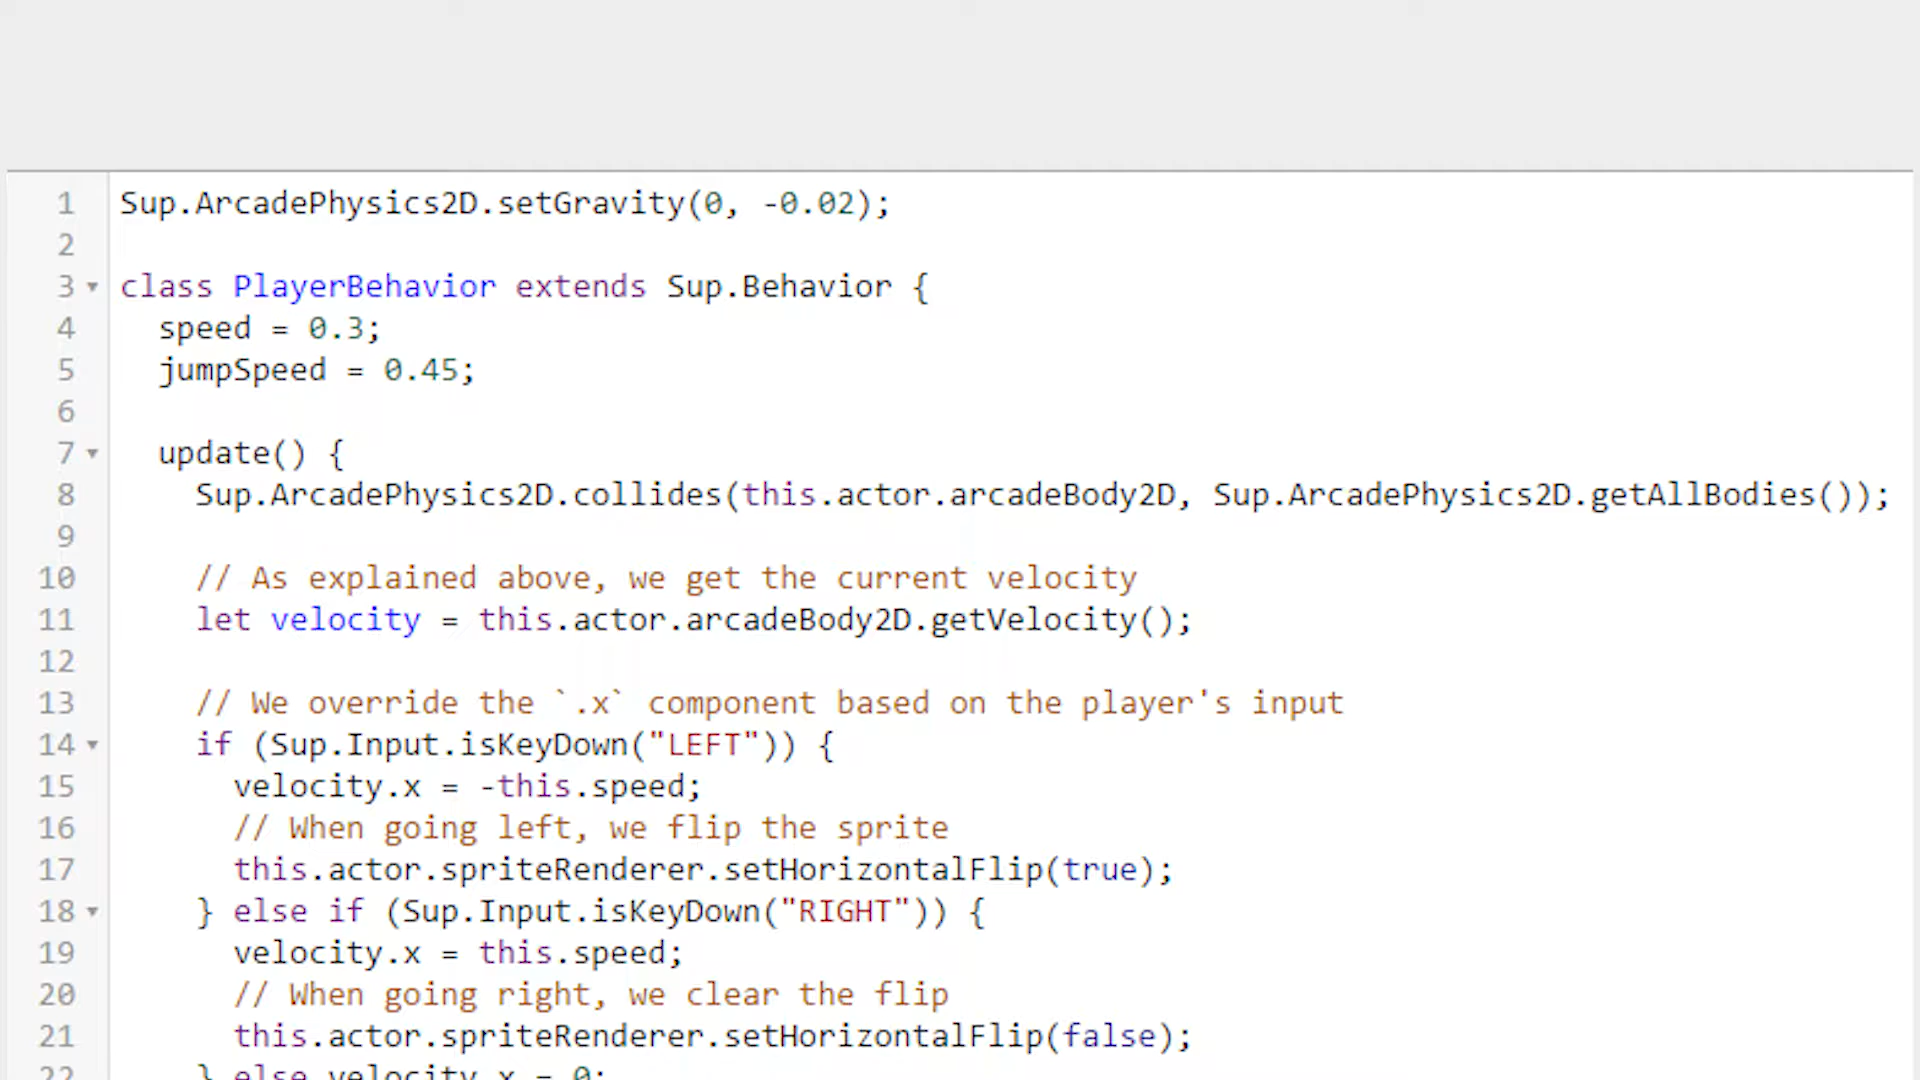 1 Sup.ArcadePhysics2D.setGravity(0, -0.02);
2
3 class PlayerBehavior extends Sup.Behavior {
4 speed = 0.3;
5 jumpSpeed = 0.45;
6
7 update() {
8 Sup.ArcadePhysics2D.collides(this.actor.arcadeBody2D, Sup.ArcadePhysics2D.getAllBodies());
9
10 // As explained above, we get the current velocity
11 let velocity = this.actor.arcadeBody2D.getVelocity();
12
13 // We override the `.x` component based on the player's input
14 if (Sup.Input.isKeyDown("LEFT")) {
15 velocity.x = -this.speed;
16 // When going left, we flip the sprite
17 this.actor.spriteRenderer.setHorizontalFlip(true);
18 } else if (Sup.Input.isKeyDown("RIGHT")) {
19 velocity.x = this.speed;
20 // When going right, we clear the flip
21 this.actor.spriteRenderer.setHorizontalFlip(false);
22 } else velocity.x = 0;